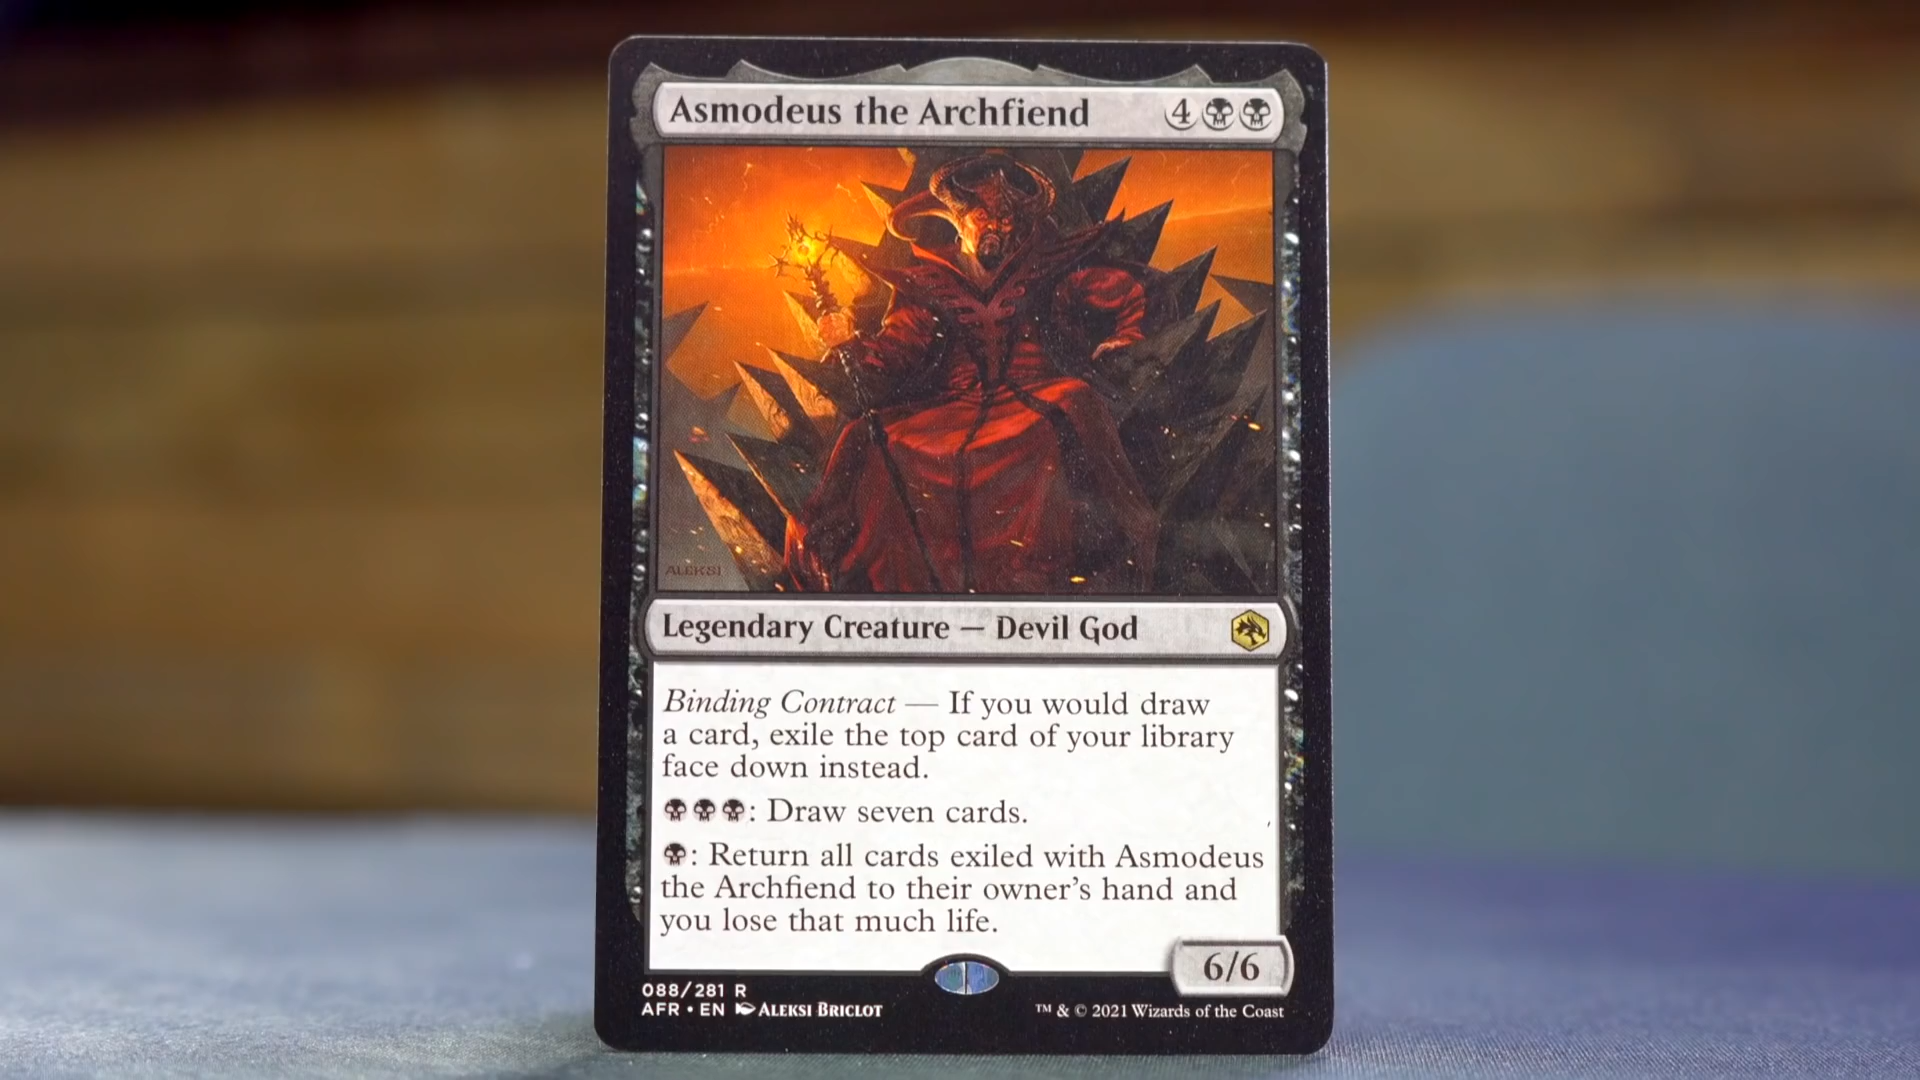 Asmodeus the Archfiend 4
ALEKSI
Legendary Creature — Devil God
Binding Contract — If you would draw
a card, exile the top card of your library
face down instead.
: Draw seven cards.
: Return all cards exiled with Asmodeus
the Archfiend to their owner's hand and
you lose that much life.
6/6
088/281 R
AFR • EN ALEKSI BRICLOT
™ & © 2021 Wizards of the Coast